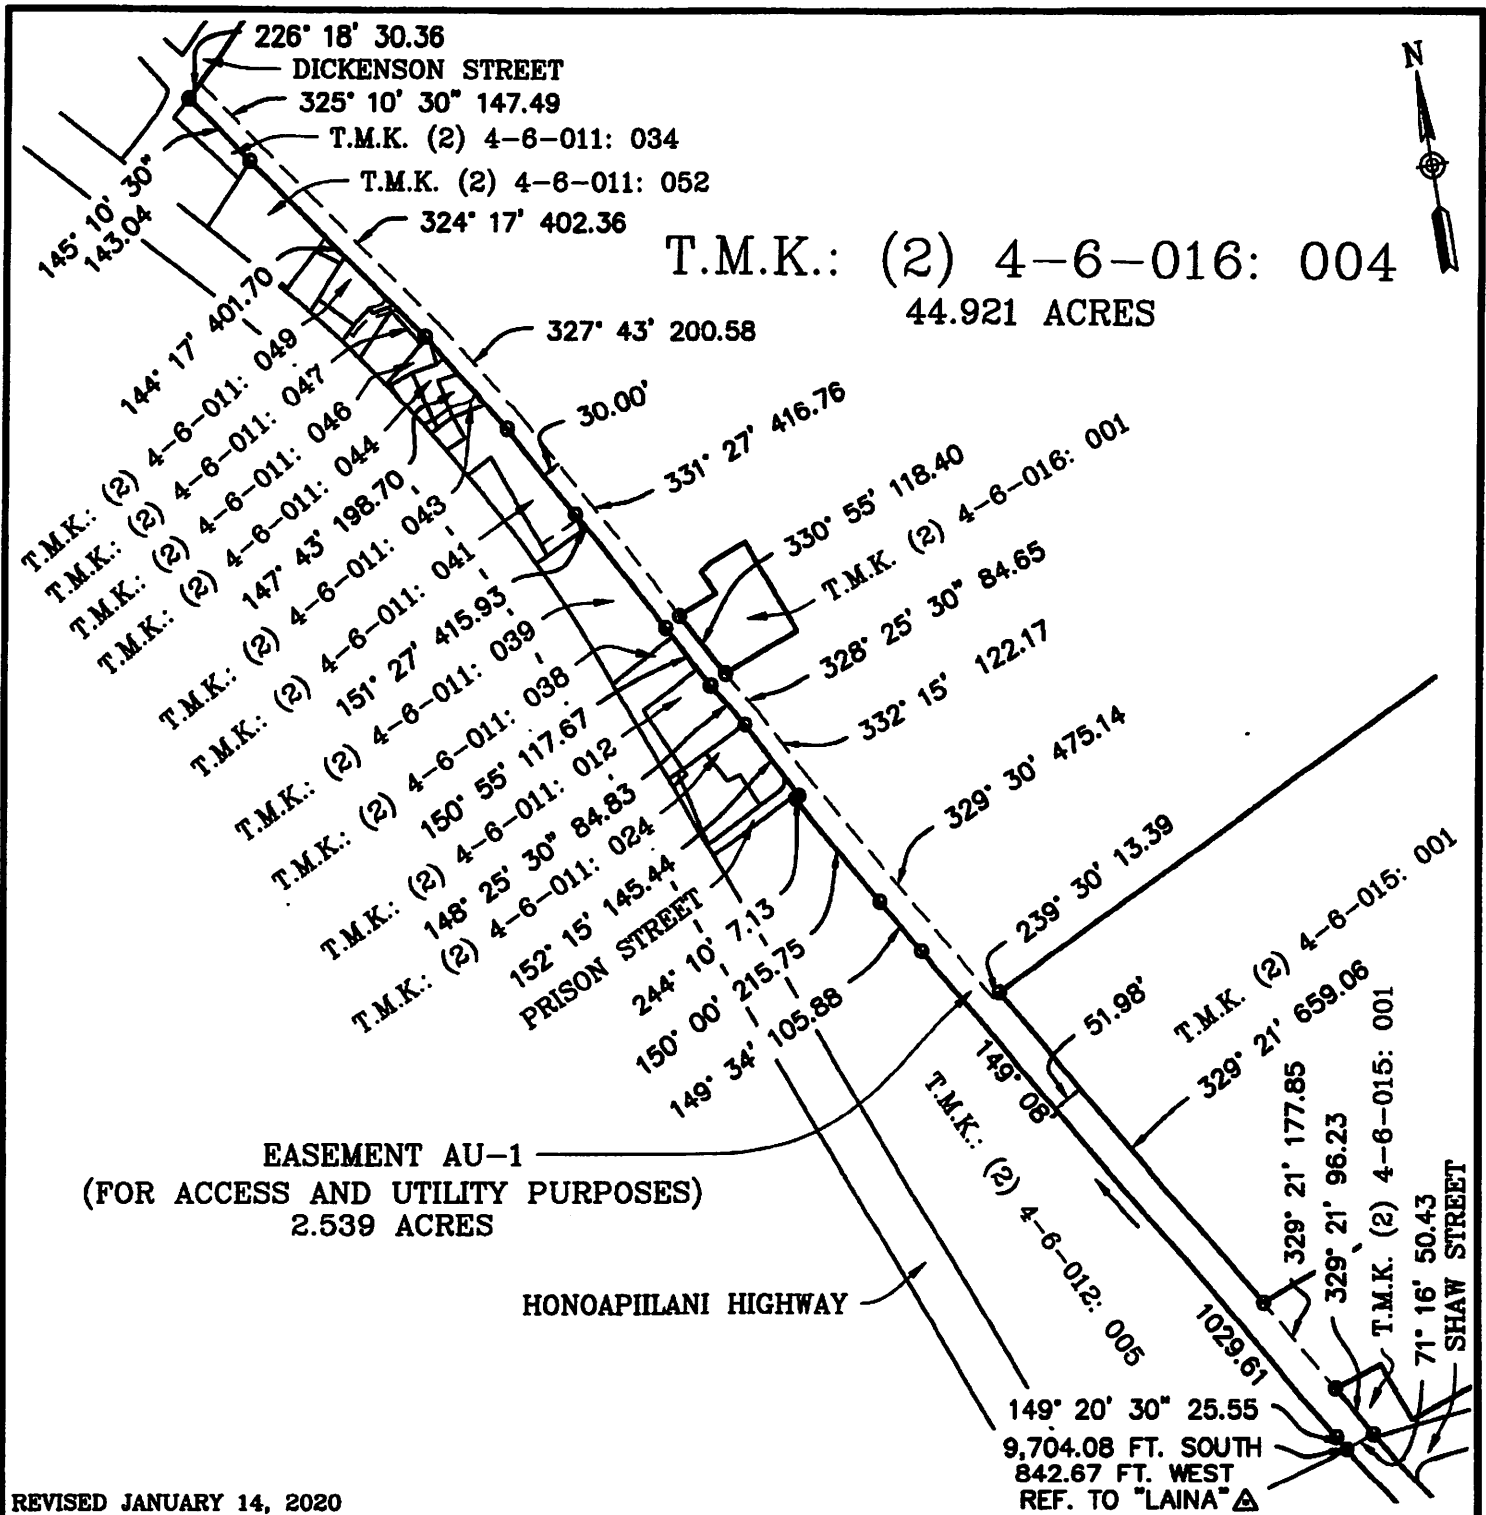 226° 18' 30.36
DICKENSON STREET
325° 10' 30" 147.49
T.M.K. (2) 4-6-011: 034
T.M.K. (2) 4-6-011: 052
324° 17' 402.36
N
T.M.K.: (2) 4-6-016: 004
44.921 ACRES
145° 10' 30"
143.04
327° 43' 200.58
30.00'
331° 27' 416.76
330° 55' 118.40
T.M.K. (2) 4-6-016: 001
328° 25' 30" 84.65
332° 15' 122.17
329° 30' 475.14
239° 30' 13.39
T.M.K. (2) 4-6-015: 001
51.98'
329° 21' 659.06
329° 21' 177.85
329° 21' 96.23
T.M.K. (2) 4-6-015: 001
71° 16' 50.43
SHAW STREET
144° 17' 401.70
T.M.K.: (2) 4-6-011: 049
T.M.K.: (2) 4-6-011: 047
T.M.K.: (2) 4-6-011: 046
T.M.K.: (2) 4-6-011: 044
147° 43' 198.70
T.M.K.: (2) 4-6-011: 043
T.M.K.: (2) 4-6-011: 041
151° 27' 415.93
T.M.K.: (2) 4-6-011: 039
T.M.K.: (2) 4-6-011: 038
150° 55' 117.67
T.M.K.: (2) 4-6-011: 012
148° 25' 30" 84.83
T.M.K.: (2) 4-6-011: 024
152° 15' 145.44
PRISON STREET
244° 10' 7.13
150° 00' 215.75
149° 34' 105.88
149° 08'
1029.61
T.M.K.: (2) 4-6-012: 005
EASEMENT AU-1
(FOR ACCESS AND UTILITY PURPOSES)
2.539 ACRES
HONOAPIILANI HIGHWAY
149° 20' 30" 25.55
9,704.08 FT. SOUTH
842.67 FT. WEST
REF. TO "LAINA"
REVISED JANUARY 14, 2020